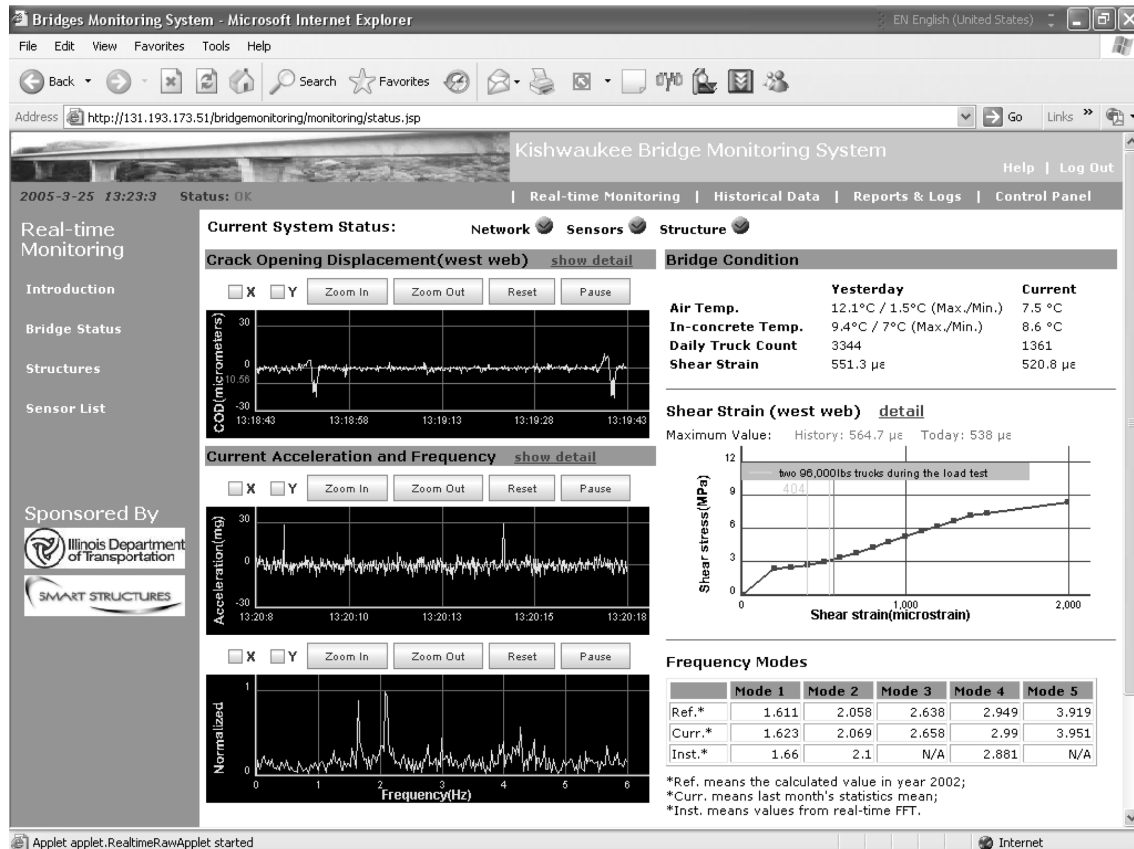 Bridges Monitoring System - Microsoft Internet Explorer
EN English (United States)
File Edit View Favorites Tools Help
Back Search Favorites
Address http://131.193.173.51/bridgemonitoring/monitoring/status.jsp Go Links »
Kishwaukee Bridge Monitoring System
Help | Log Out
2005-3-25 13:23:3 Status: OK | Real-time Monitoring | Historical Data | Reports & Logs | Control Panel
Real-time
Monitoring
Introduction
Bridge Status
Structures
Sensor List
Sponsored By
Illinois Department
of Transportation
SMART STRUCTURES
Current System Status: Network Sensors Structure
Crack Opening Displacement(west web) show detail
X Y Zoom In Zoom Out Reset Pause
COD(micrometers)
30
0
10.56
-30
13:18:43 13:18:58 13:19:13 13:19:28 13:19:43
Current Acceleration and Frequency show detail
X Y Zoom In Zoom Out Reset Pause
Acceleration(mg)
30
0
-30
13:20:8 13:20:10 13:20:13 13:20:15 13:20:18
X Y Zoom In Zoom Out Reset Pause
Normalized
1
0
0 1 2 3 4 5 6
Frequency(Hz)
Bridge Condition
Yesterday Current
Air Temp. 12.1°C / 1.5°C (Max./Min.) 7.5 °C
In-concrete Temp. 9.4°C / 7°C (Max./Min.) 8.6 °C
Daily Truck Count 3344 1361
Shear Strain 551.3 µε 520.8 µε
Shear Strain (west web) detail
Maximum Value: History: 564.7 µε Today: 538 µε
Shear stress(MPa)
12
two 96,000lbs trucks during the load test
9
404
6
3
0
0 1,000 2,000
Shear strain(microstrain)
Frequency Modes
Mode 1 Mode 2 Mode 3 Mode 4 Mode 5
Ref.* 1.611 2.058 2.638 2.949 3.919
Curr.* 1.623 2.069 2.658 2.99 3.951
Inst.* 1.66 2.1 N/A 2.881 N/A
*Ref. means the calculated value in year 2002;
*Curr. means last month's statistics mean;
*Inst. means values from real-time FFT.
Applet applet.RealtimeRawApplet started Internet